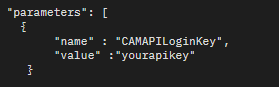 "parameters": [
{
"name" : "CAMAPILoginKey",
"value" :"yourapikey"
}